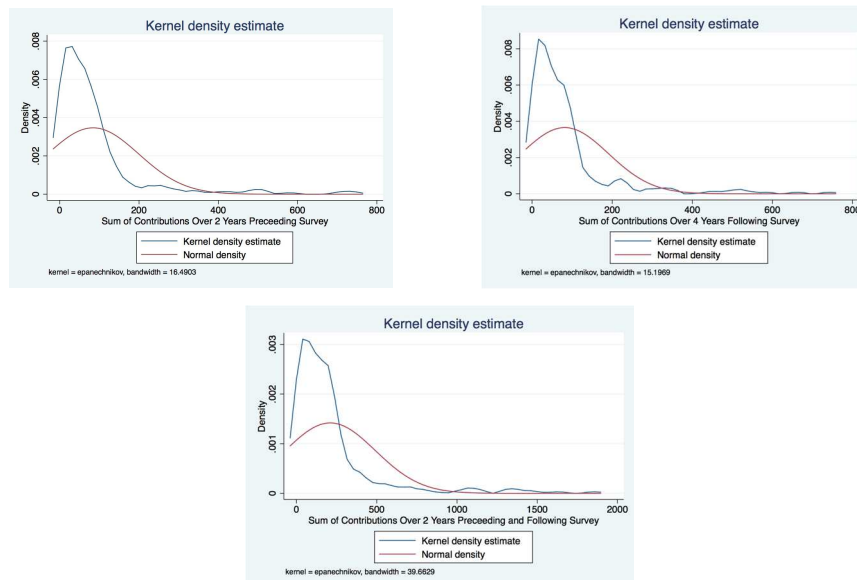 Kernel density estimate
.008
.006
.004
.002
0
Density
0 200 400 600 800
Sum of Contributions Over 2 Years Preceeding Survey
Kernel density estimate
Normal density
kernel = epanechnikov, bandwidth = 16.4903
Kernel density estimate
.008
.006
.004
.002
0
Density
0 200 400 600 800
Sum of Contributions Over 4 Years Following Survey
Kernel density estimate
Normal density
kernel = epanechnikov, bandwidth = 15.1969
Kernel density estimate
.003
.002
.001
0
Density
0 500 1000 1500 2000
Sum of Contributions Over 2 Years Preceeding and Following Survey
Kernel density estimate
Normal density
kernel = epanechnikov, bandwidth = 39.6629